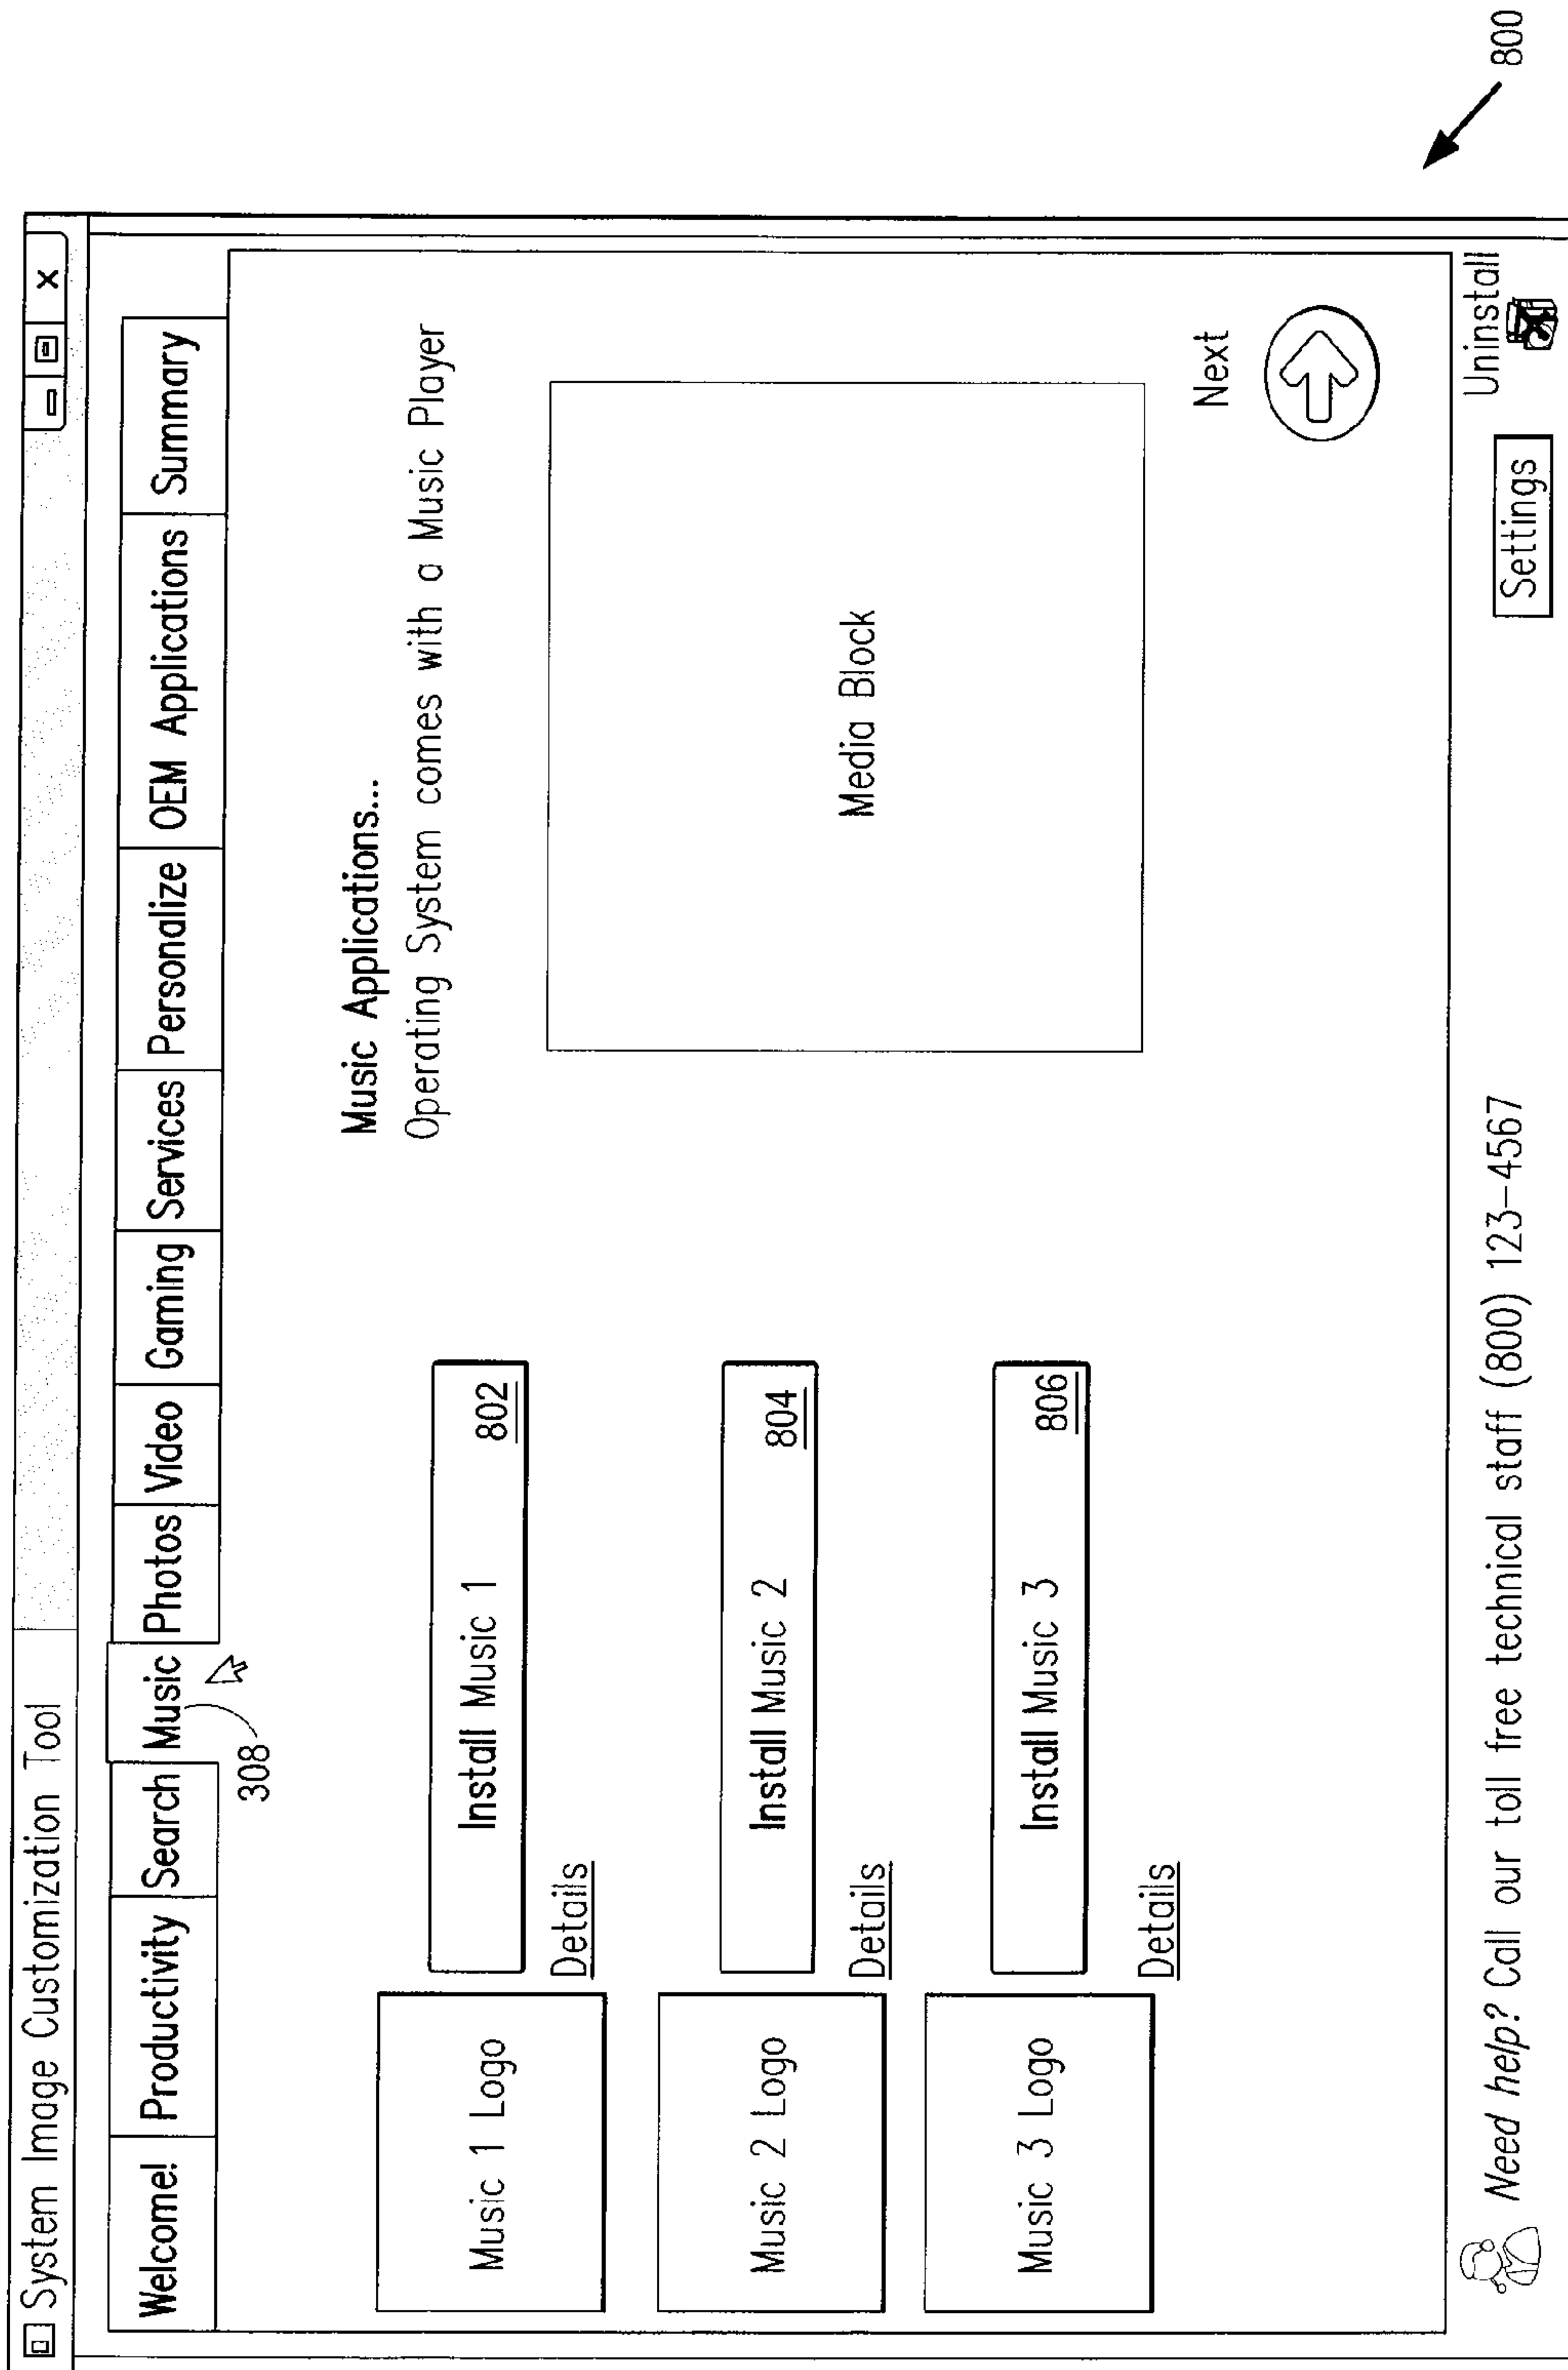 System Image Customization Tool
Welcome! Productivity Search Music Photos Video Gaming Services Personalize OEM Applications Summary
308
Music Applications...
Operating System comes with a Music Player
Music 1 Logo
Install Music 1 802
Details
Music 2 Logo
Install Music 2 804
Details
Music 3 Logo
Install Music 3 806
Details
Media Block
Next
Need help? Call our toll free technical staff (800) 123-4567
Settings
Uninstall
800